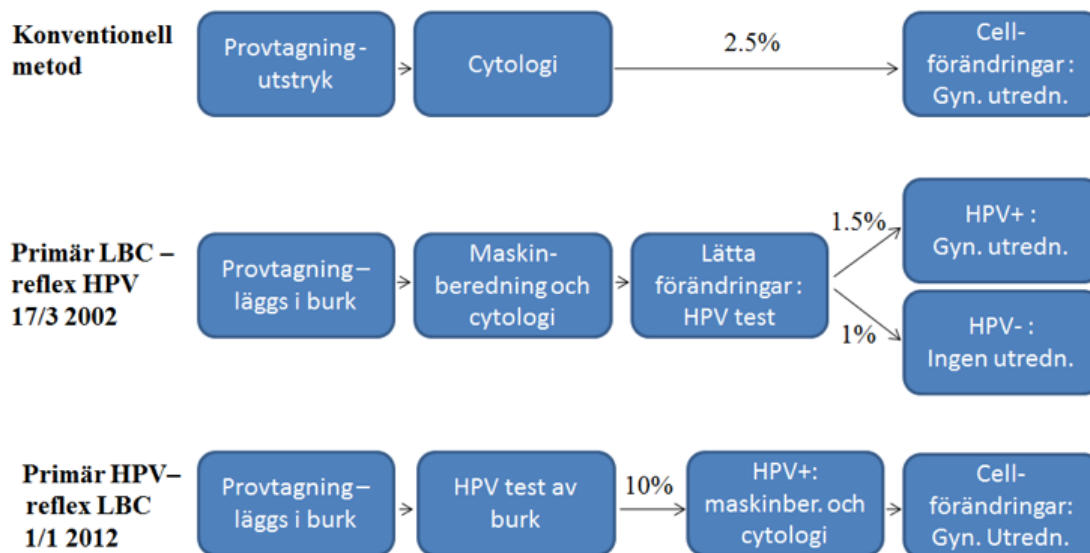 Konventionell
metod
Provtagning -
utstryk
Cytologi
2.5%
Cell-
förändringar :
Gyn. utredn.
Primär LBC –
reflex HPV
17/3 2002
Provtagning–
läggs i burk
Maskin-
beredning och
cytologi
Lätta
förändringar :
HPV test
1.5%
HPV+ :
Gyn. utredn.
1%
HPV- :
Ingen utredn.
Primär HPV–
reflex LBC
1/1 2012
Provtagning–
läggs i burk
HPV test av
burk
10%
HPV+:
maskinber. och
cytologi
Cell-
förändringar:
Gyn. Utredn.